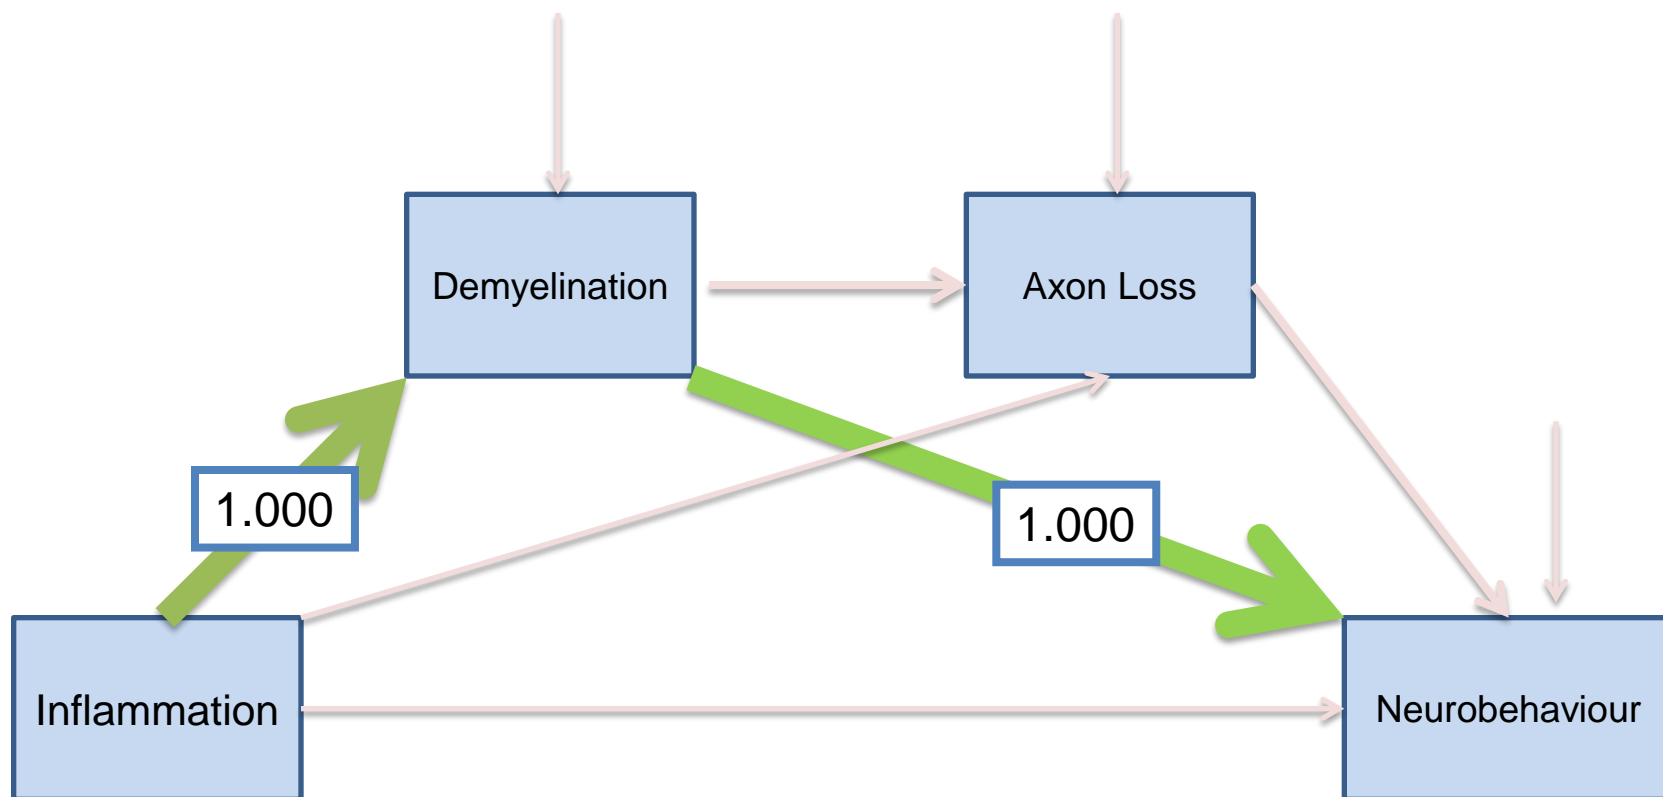 Demyelination
Axon Loss
1.000
1.000
Inflammation
Neurobehaviour